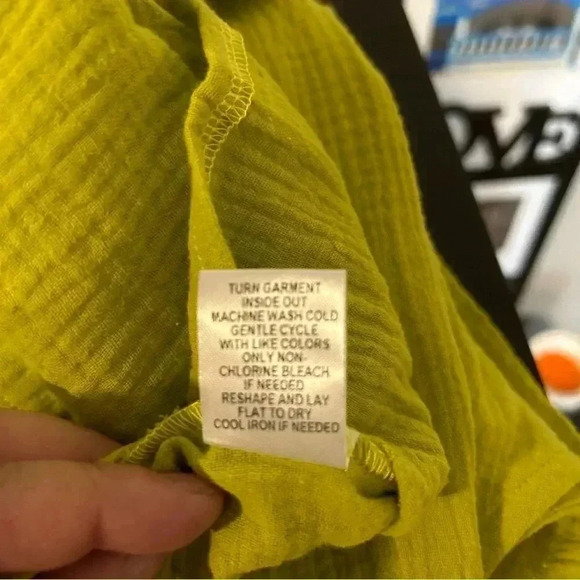 TURN GARMENT
INSIDE OUT
MACHINE WASH COLD
GENTLE CYCLE
WITH LIKE COLORS
ONLY NON-
CHLORINE BLEACH
IF NEEDED
RESHAPE AND LAY
FLAT TO DRY
COOL IRON IF NEEDED
OVE